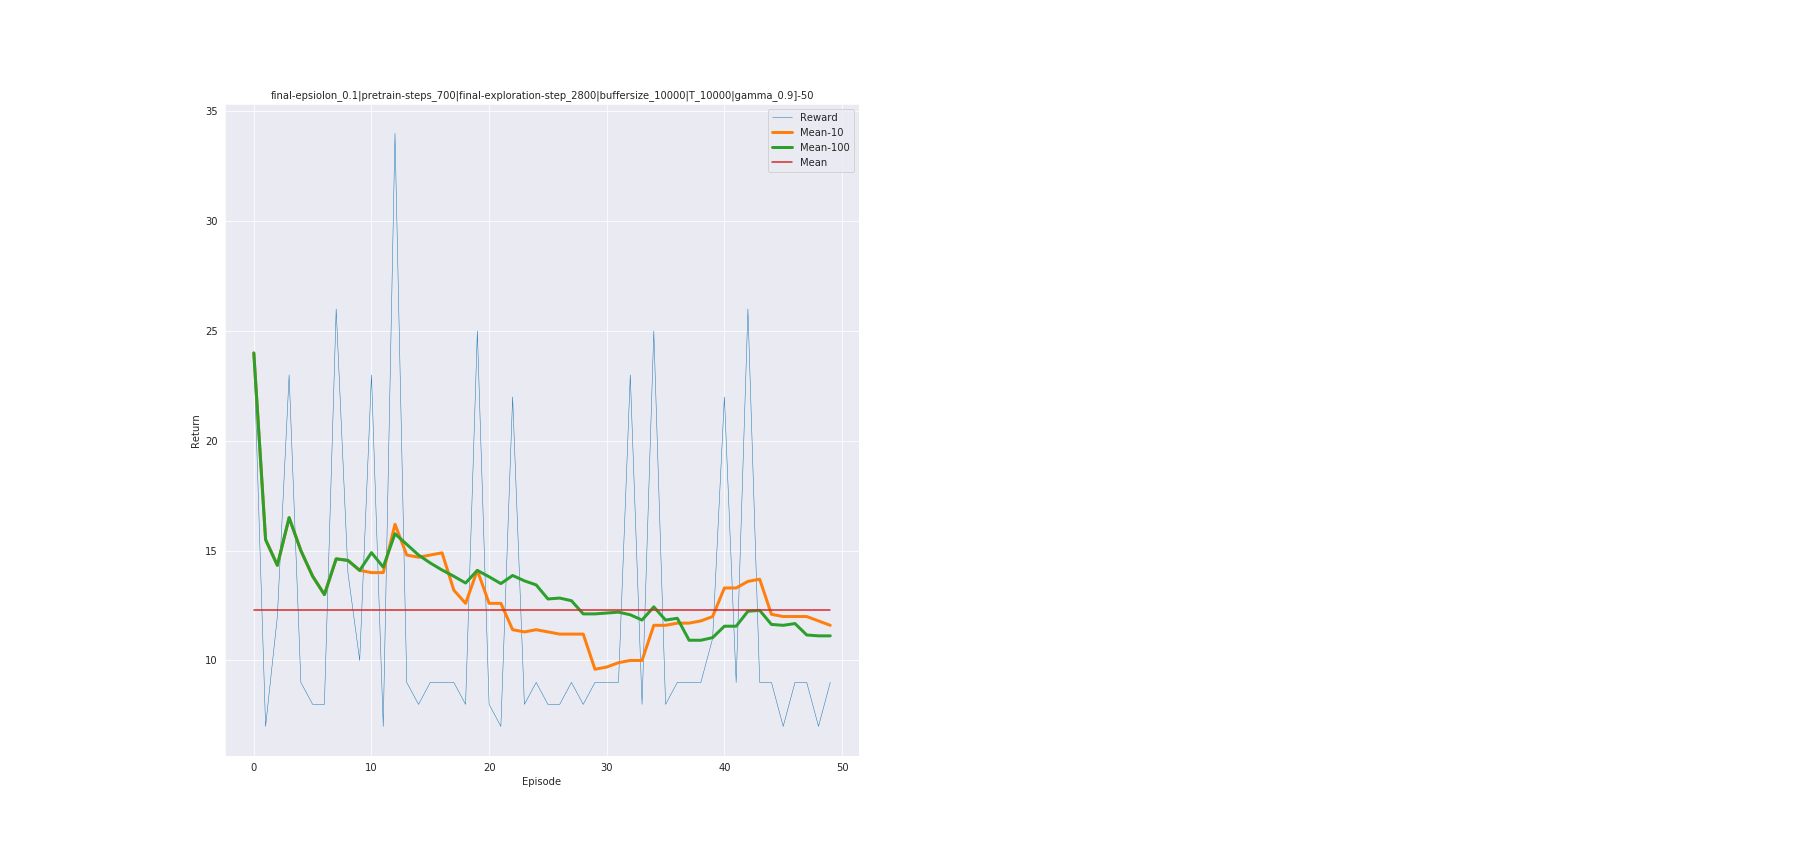 final-epsiolon_0.1|pretrain-steps_700|final-exploration-step_2800|buffersize_10000|T_10000|gamma_0.9]-50
35
30
25
20
15
10
Return
Reward
Mean-10
Mean-100
Mean
0 10 20 30 40 50
Episode